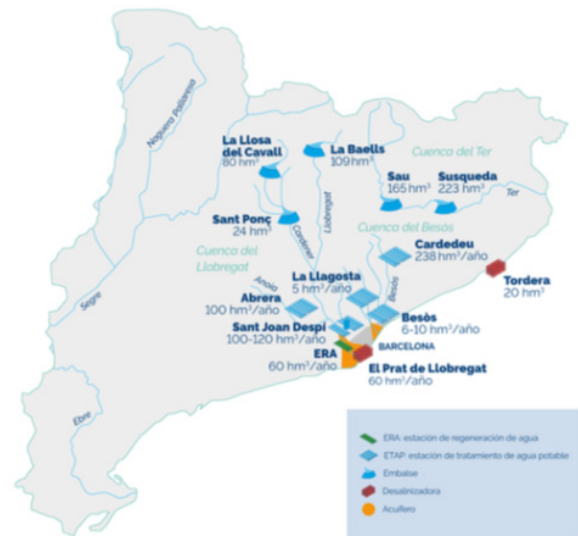 Noguera Pallaresa
La Llosa
del Cavall
80 hm³
La Baells
109 hm³
Cuenca del Ter
Sau
165 hm³
Susqueda
223 hm³
Ter
Sant Ponç
24 hm³
Cardener
Llobregat
Cuenca del Besòs
Cuenca del
Llobregat
Cardedeu
238 hm³/año
Segre
Anoia
La Llagosta
5 hm³/año
Besòs
Tordera
20 hm³
Abrera
100 hm³/año
Sant Joan Despí
100-120 hm³/año
Besòs
6-10 hm³/año
BARCELONA
ERA
60 hm³/año
El Prat de Llobregat
60 hm³/año
Ebre
ERA: estación de regeneración de agua
ETAP: estación de tratamiento de agua potable
Embalse
Desalinizadora
Acuífero